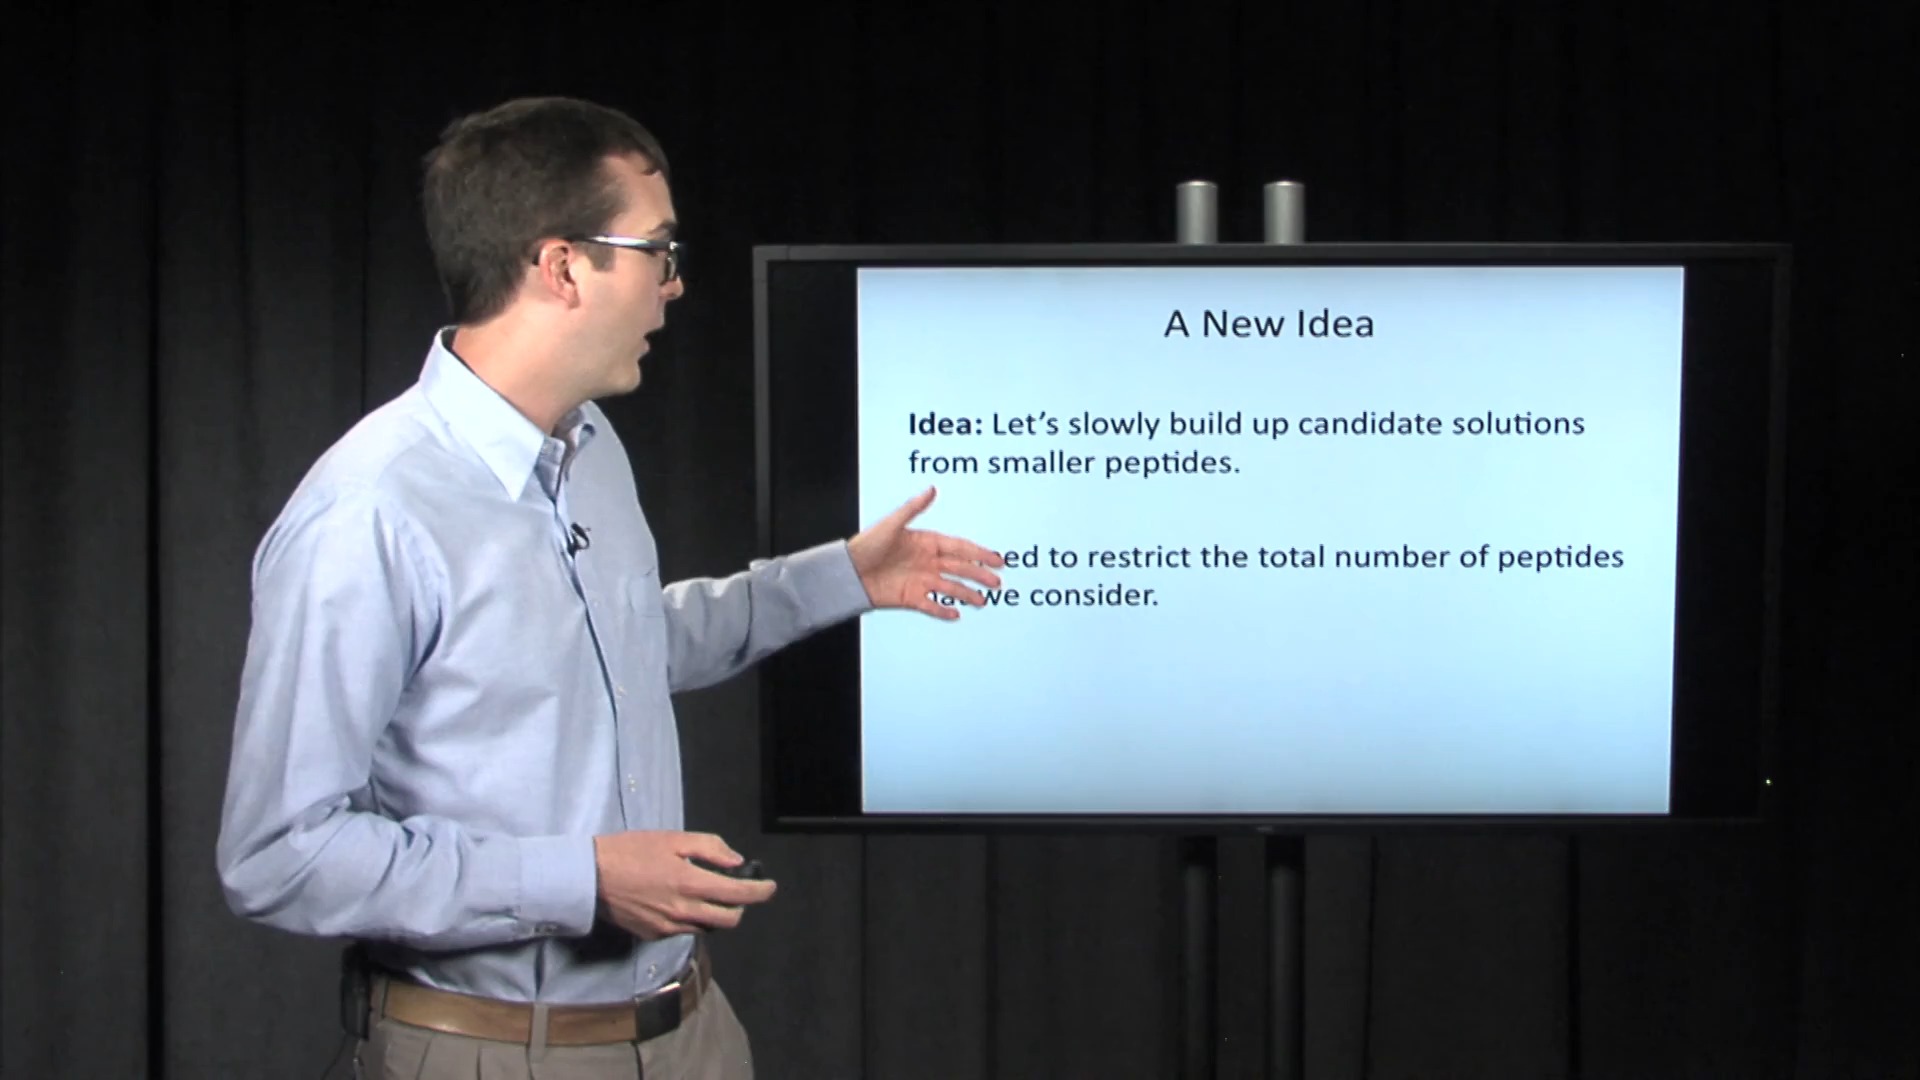 A New Idea
Idea: Let's slowly build up candidate solutions
from smaller peptides.
to restrict the total number of peptides
we consider.